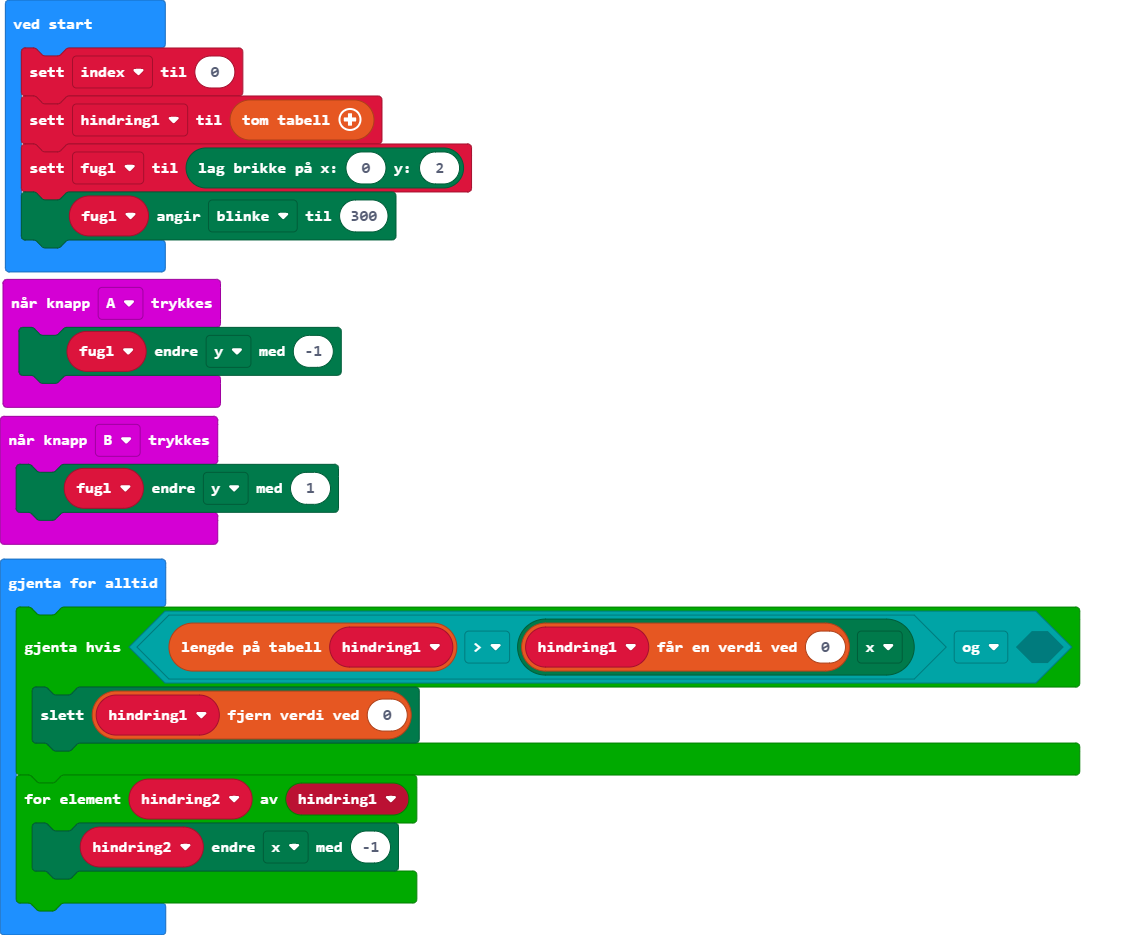 ved start
sett index til 0
sett hindring1 til tom tabell
sett fugl til lag brikke på x: 0 y: 2
fugl angir blinke til 300
når knapp A trykkes
fugl endre y med -1
når knapp B trykkes
fugl endre y med 1
gjenta for alltid
gjenta hvis lengde på tabell hindring1 > hindring1 får en verdi ved 0 x og
slett hindring1 fjern verdi ved 0
for element hindring2 av hindring1
hindring2 endre x med -1